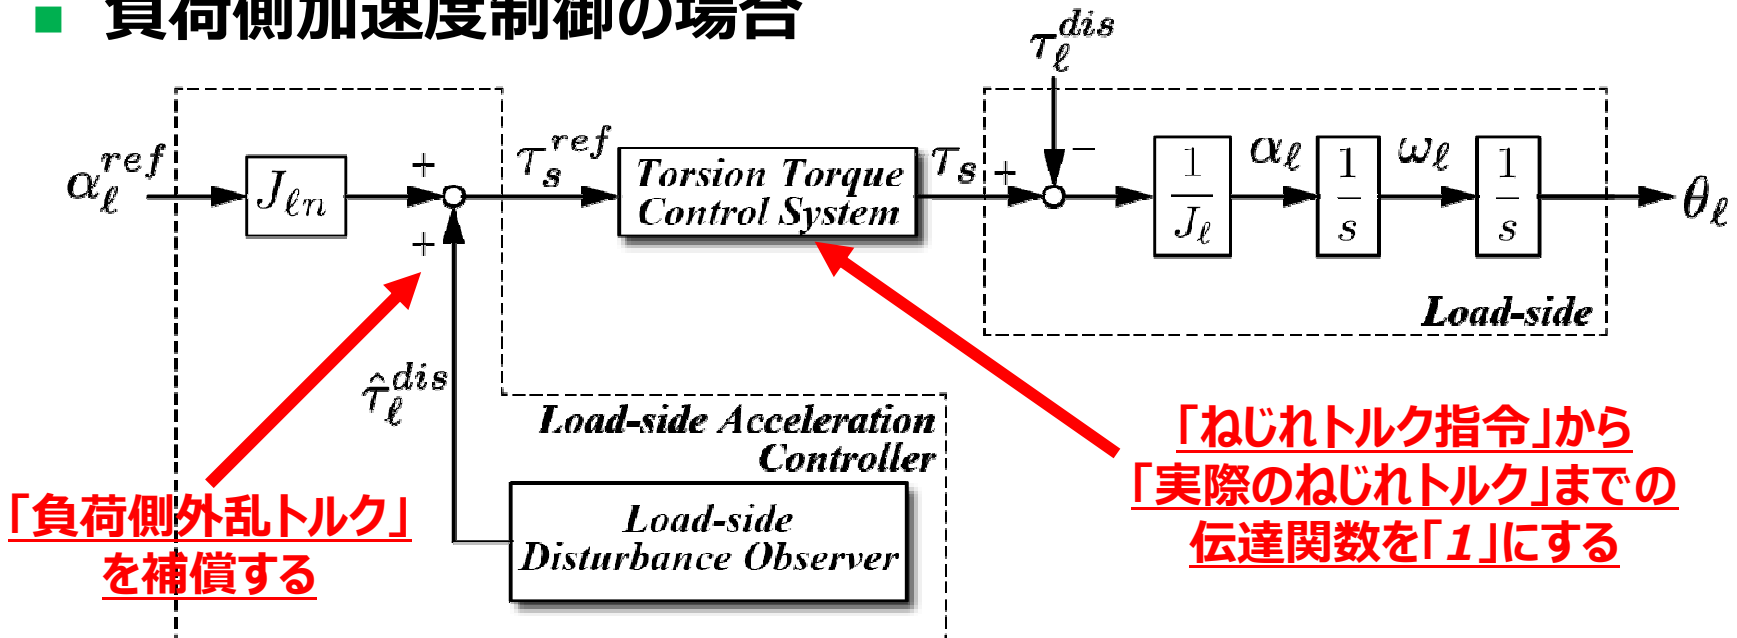 ■ 負荷側加速度制御の場合
τ_ℓ^{dis}
α_ℓ^{ref}
J_{ℓn}
+
+
τ_s^{ref}
Torsion Torque
Control System
τ_s
+
−
1/J_ℓ
α_ℓ
1/s
ω_ℓ
1/s
θ_ℓ
Load-side
τ̂_ℓ^{dis}
Load-side Acceleration
Controller
Load-side
Disturbance Observer
「負荷側外乱トルク」
を補償する
「ねじれトルク指令」から
「実際のねじれトルク」までの
伝達関数を「1」にする